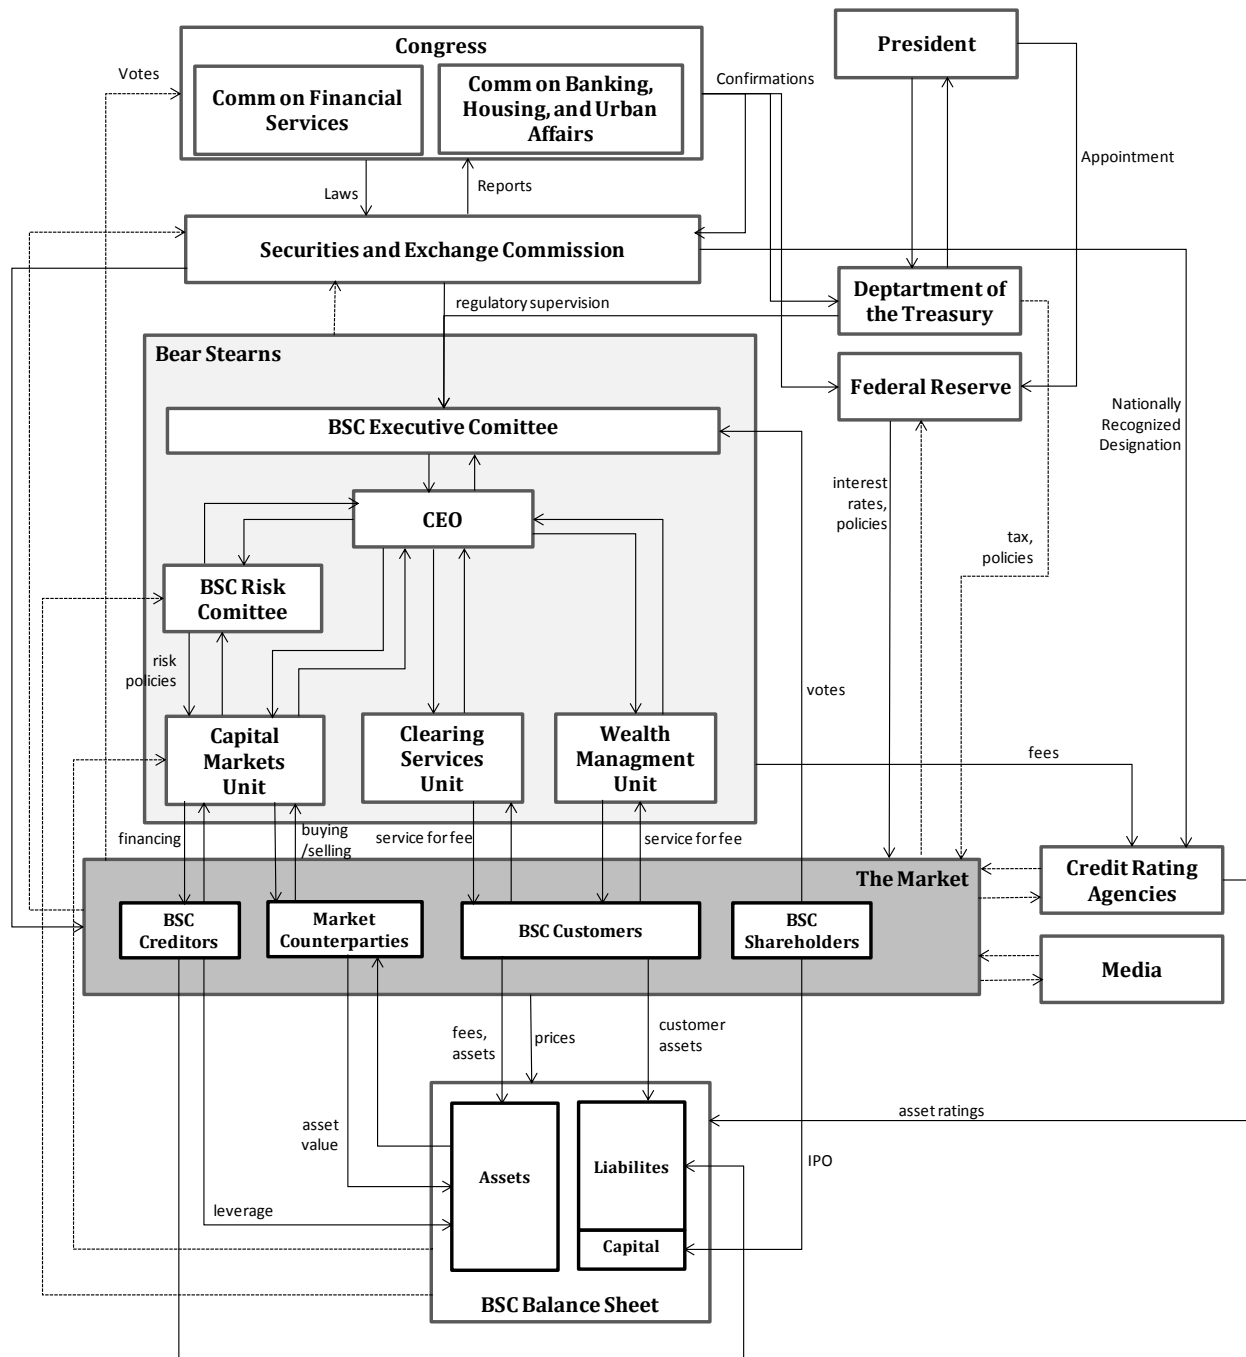 Congress
President
Votes
Comm on Financial
Services
Comm on Banking,
Housing, and Urban
Affairs
Confirmations
Appointment
Laws
Reports
Securities and Exchange Commission
regulatory supervision
Deptartment of
the Treasury
Bear Stearns
Federal Reserve
BSC Executive Comittee
Nationally
Recognized
Designation
interest
rates,
policies
CEO
tax,
policies
BSC Risk
Comittee
risk
policies
votes
Capital
Markets
Unit
Clearing
Services
Unit
Wealth
Managment
Unit
fees
financing
buying
/selling
service for fee
service for fee
The Market
Credit Rating
Agencies
BSC
Creditors
Market
Counterparties
BSC Customers
BSC
Shareholders
Media
fees,
assets
prices
customer
assets
asset
value
asset ratings
Assets
Liabilites
IPO
leverage
Capital
BSC Balance Sheet